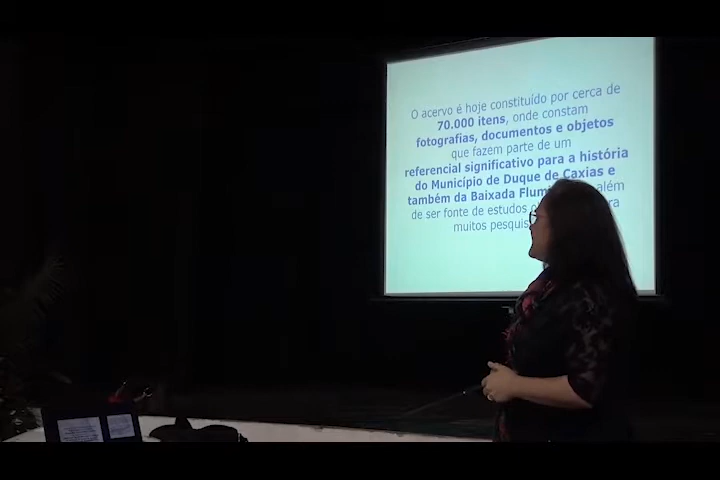 O acervo é hoje constituído por cerca de
70.000 itens, onde constam
fotografias, documentos e objetos
que fazem parte de um
referencial significativo para a história
do Município de Duque de Caxias e
também da Baixada além
de ser fonte de estudos
muitos